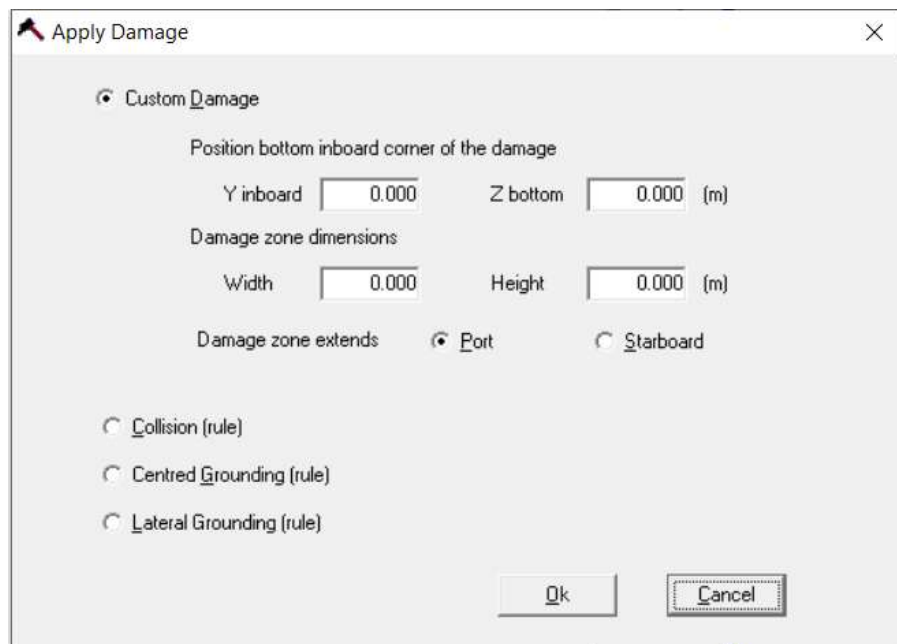 Apply Damage
Custom Damage
Position bottom inboard corner of the damage
Y inboard 0.000 Z bottom 0.000 (m)
Damage zone dimensions
Width 0.000 Height 0.000 (m)
Damage zone extends Port Starboard
Collision (rule)
Centred Grounding (rule)
Lateral Grounding (rule)
Ok Cancel